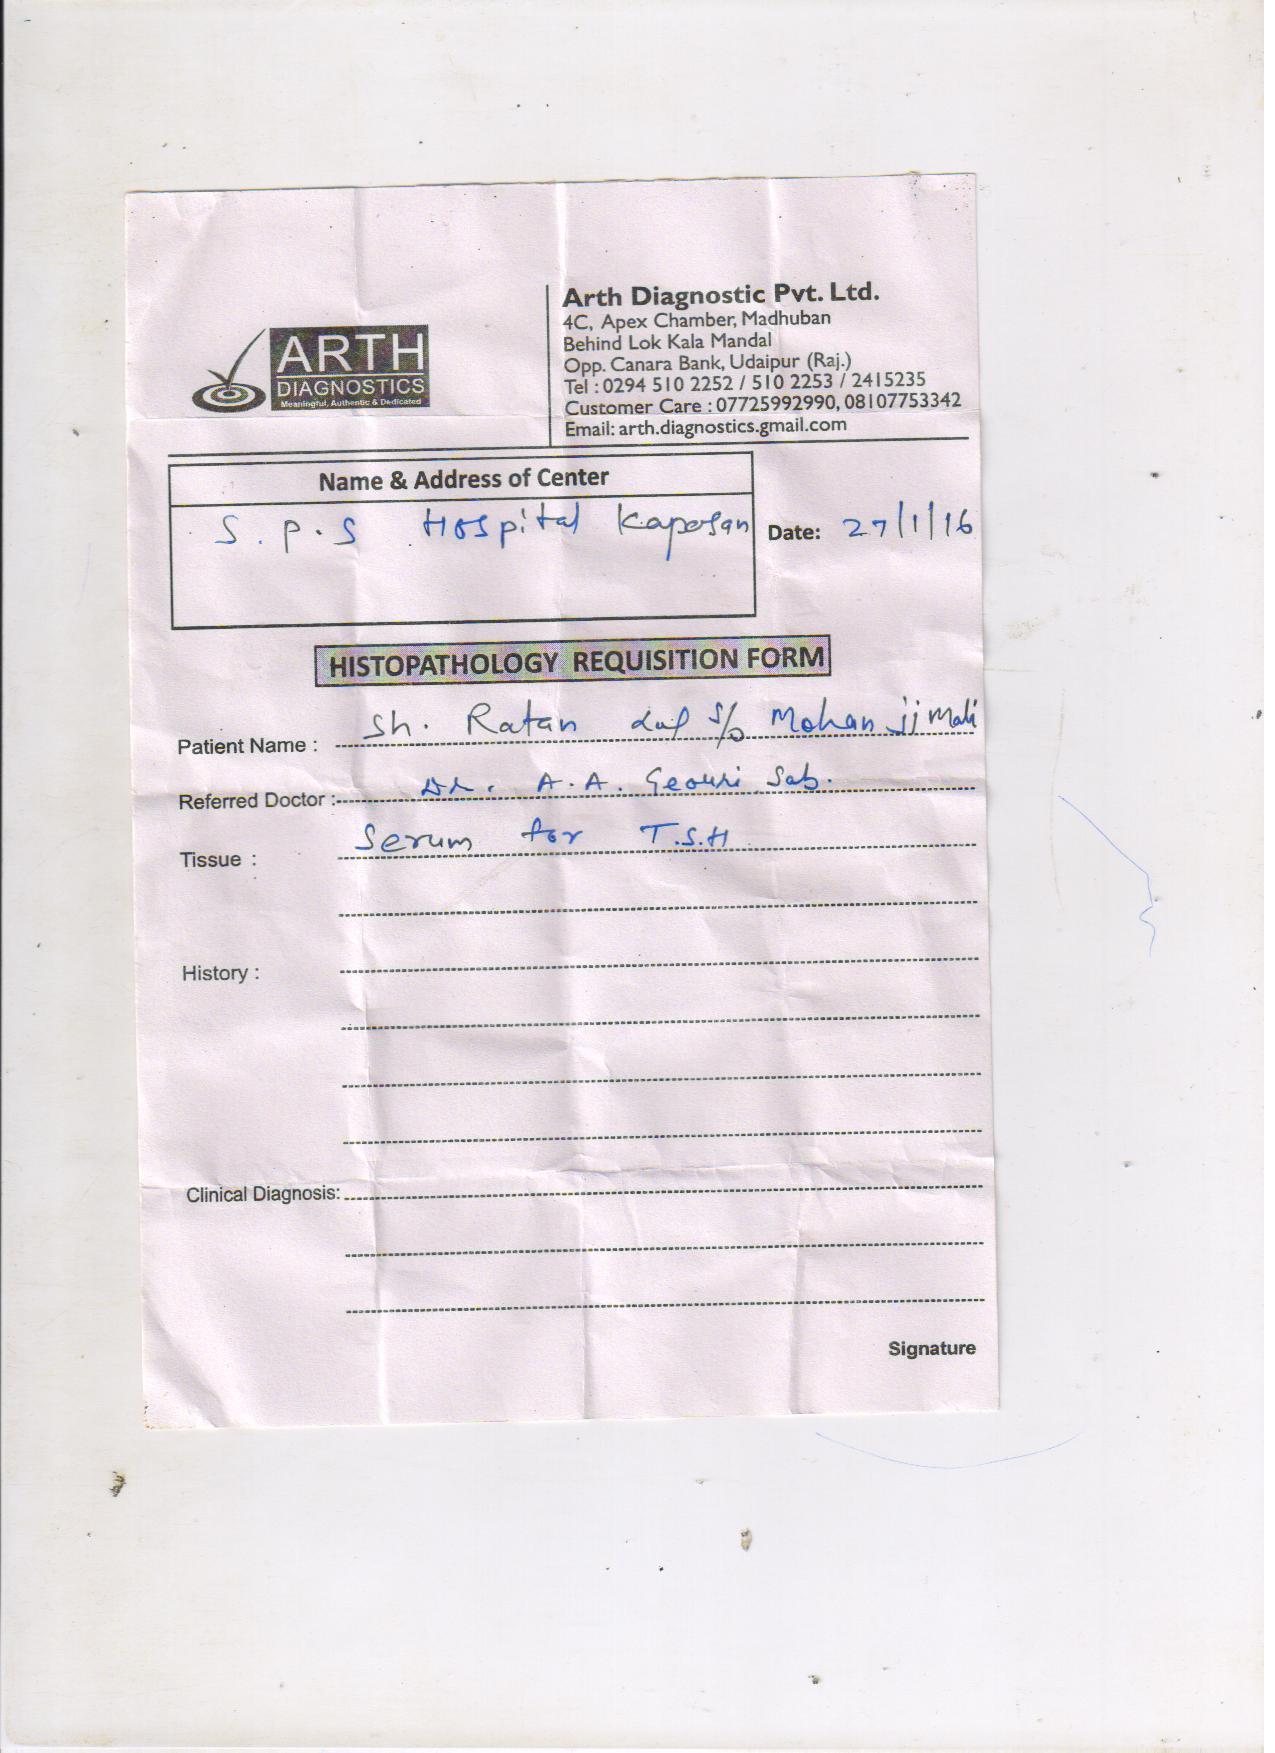 ARTH
DIAGNOSTICS
Meaningful, Authentic & Dedicated
Arth Diagnostic Pvt. Ltd.
4C, Apex Chamber, Madhuban
Behind Lok Kala Mandal
Opp. Canara Bank, Udaipur (Raj.)
Tel : 0294 510 2252 / 510 2253 / 2415235
Customer Care : 07725992990, 08107753342
Email: arth.diagnostics.gmail.com
Name & Address of Center
S. P. S Hospital Kapasan
Date: 27/1/16
HISTOPATHOLOGY REQUISITION FORM
Patient Name : Sh. Ratan Lal S/o Mohan ji Mali
Referred Doctor : Dr. A. A. Sab.
Tissue : Serum for T.S.H
History :
Clinical Diagnosis:
Signature